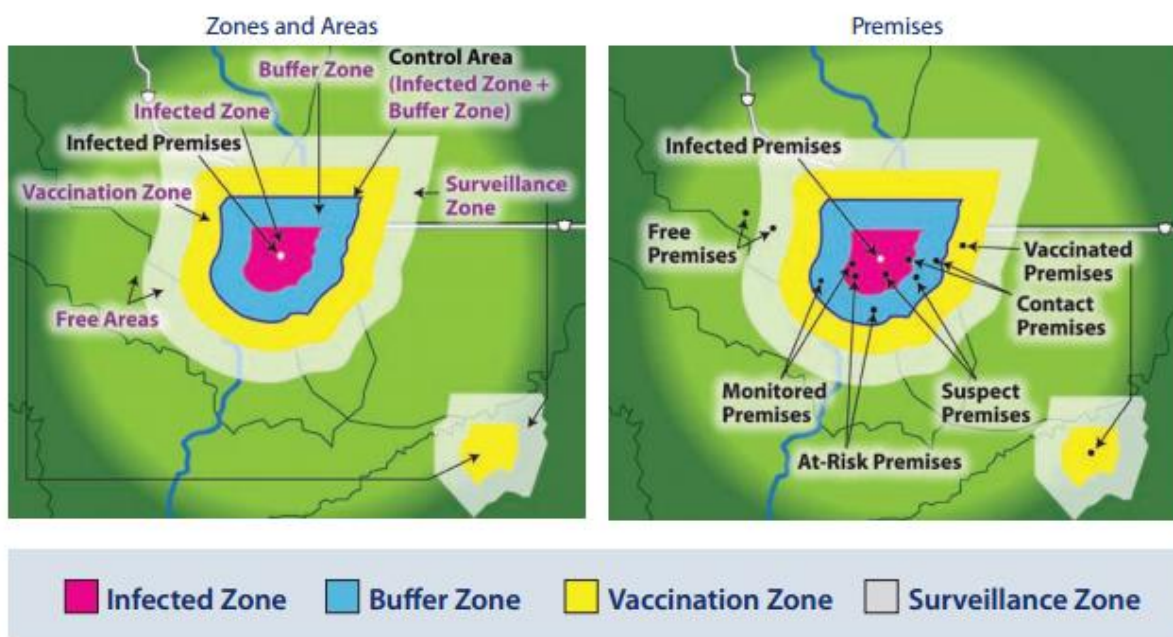 Zones and Areas
Buffer Zone
Control Area
(Infected Zone +
Buffer Zone)
Infected Zone
Infected Premises
Vaccination Zone
Surveillance
Zone
Free Areas
Premises
Infected Premises
Free
Premises
Vaccinated
Premises
Contact
Premises
Monitored
Premises
Suspect
Premises
At-Risk Premises
Infected Zone
Buffer Zone
Vaccination Zone
Surveillance Zone